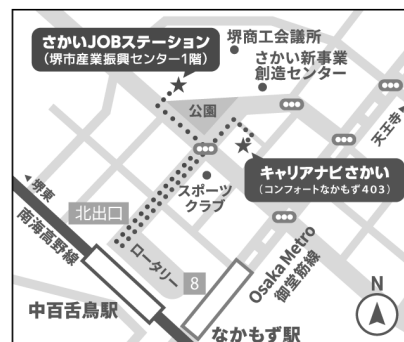 さかいJOBステーション
(堺市産業振興センター1階)
堺商工会議所
さかい新事業
創造センター
公園
天王寺
キャリアナビさかい
(コンフォートなかもず403)
スポーツ
クラブ
堺東
北出口
南海高野線
ロータリー
8
Osaka Metro
御堂筋線
中百舌鳥駅
なかもず駅
N